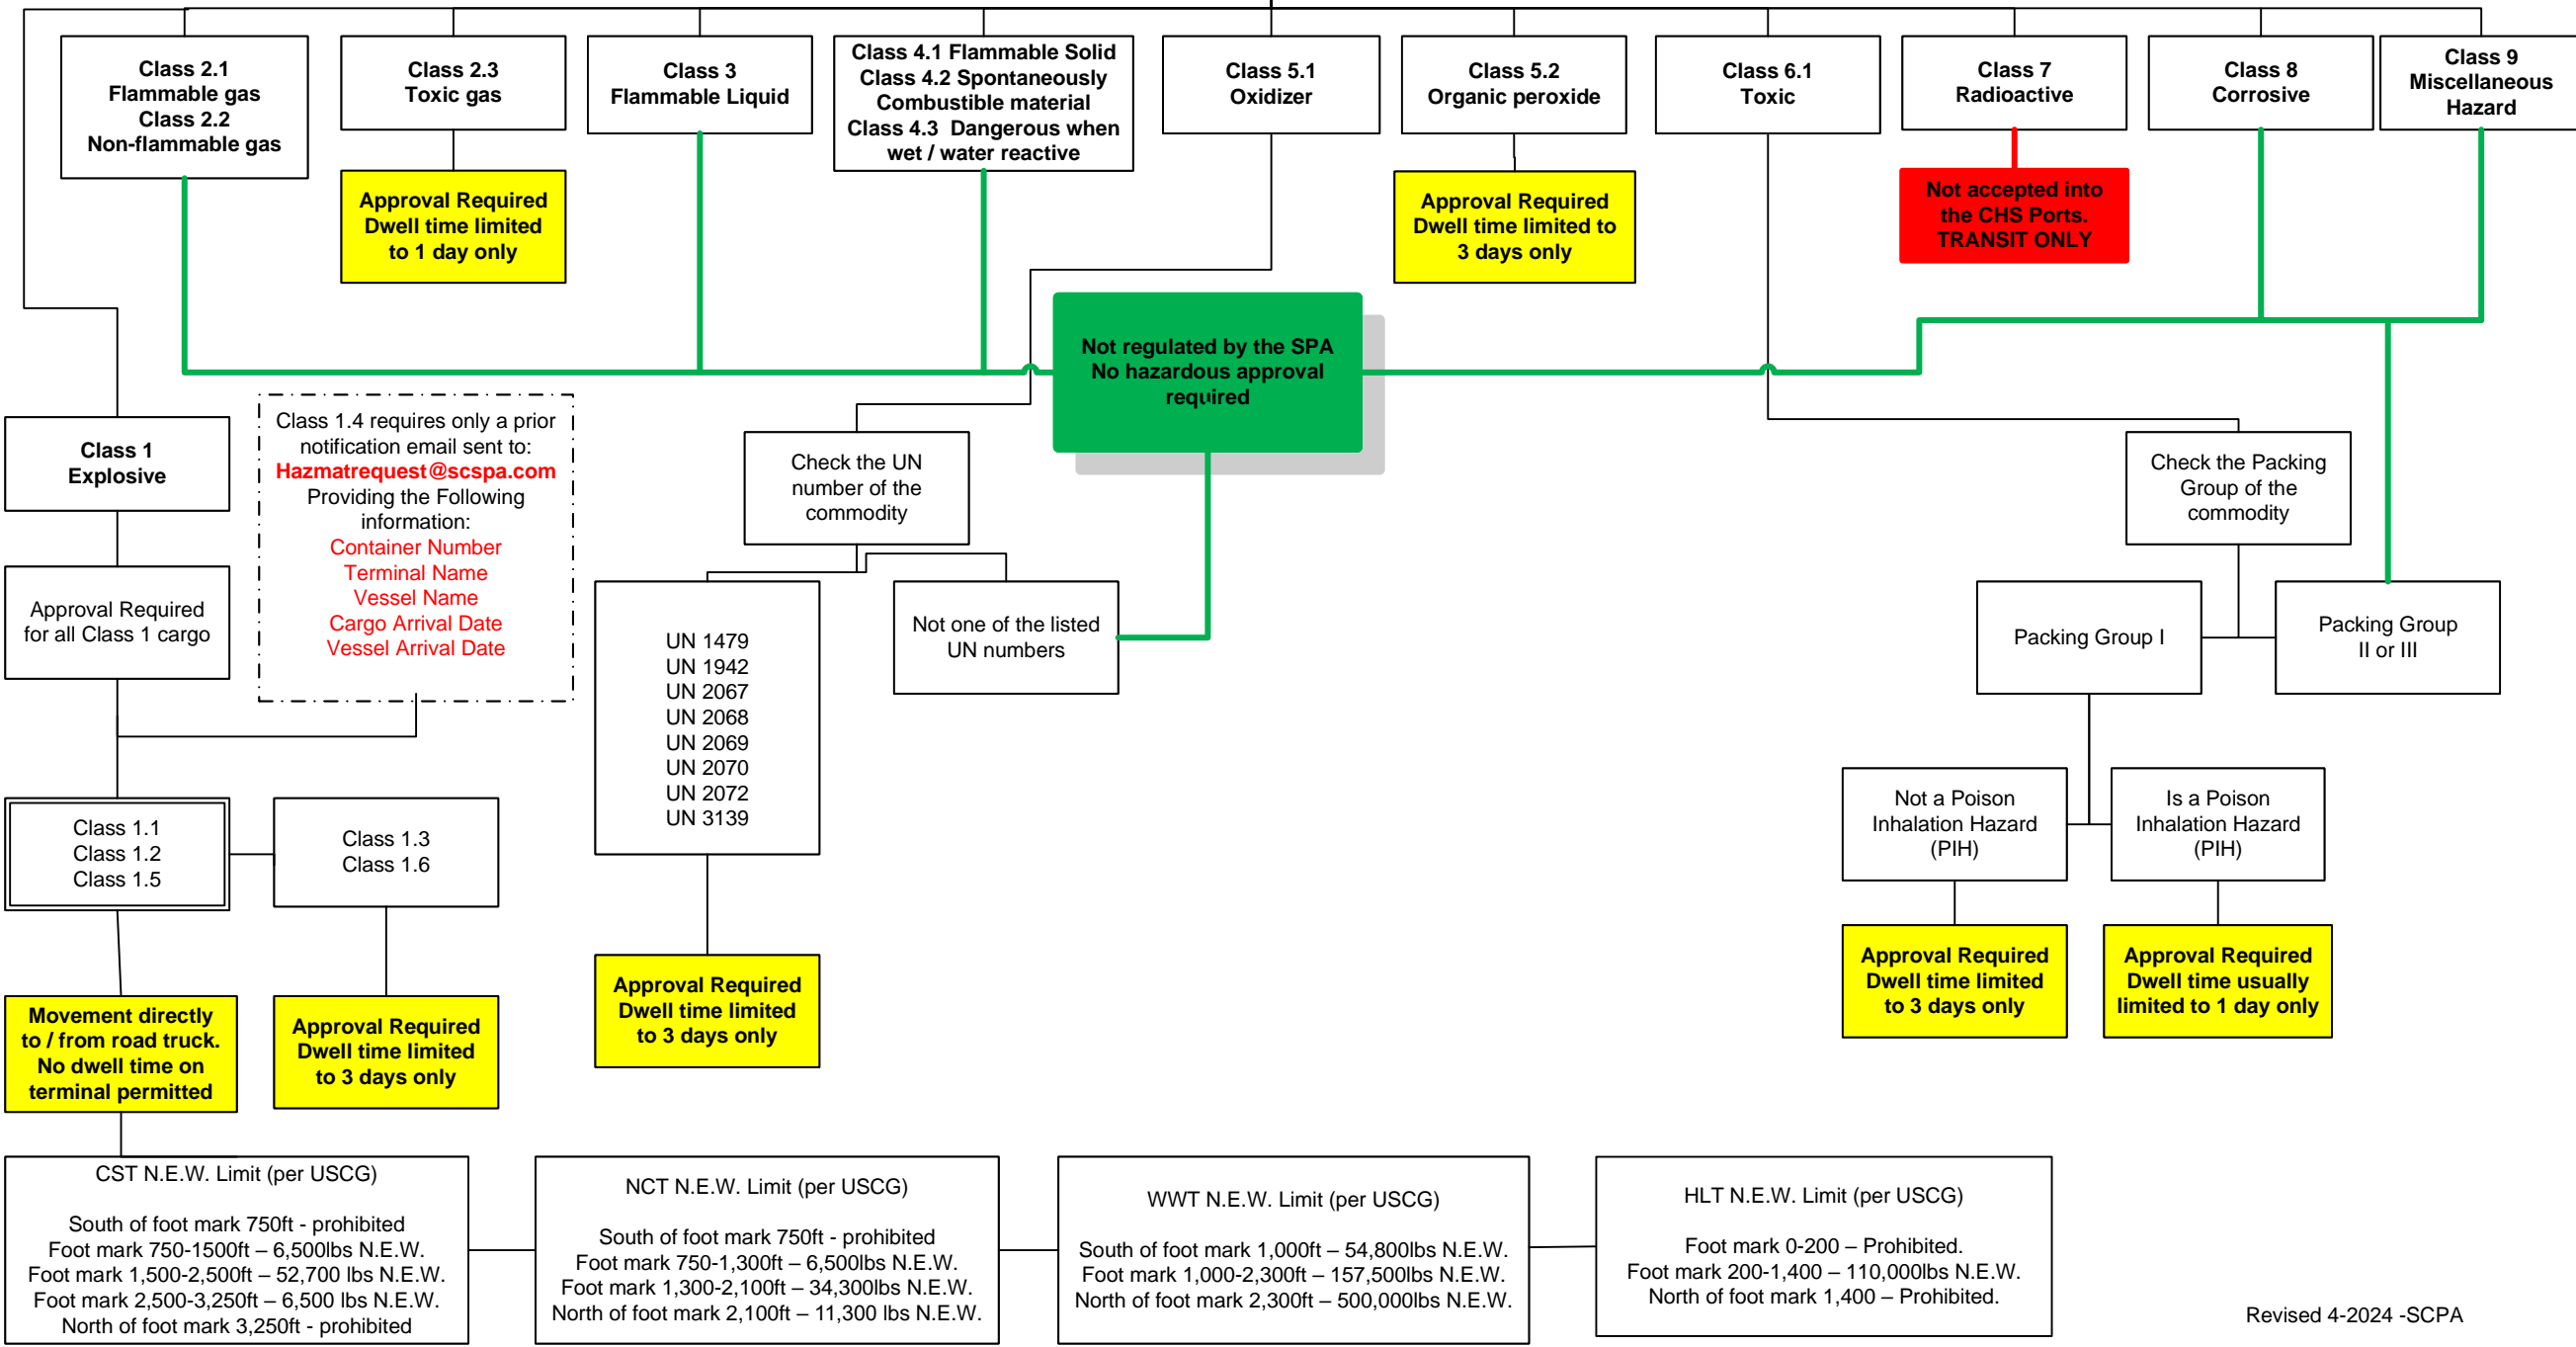 Class 2.1
Flammable gas
Class 2.2
Non-flammable gas
Class 2.3
Toxic gas
Class 3
Flammable Liquid
Class 4.1 Flammable Solid
Class 4.2 Spontaneously
Combustible material
Class 4.3 Dangerous when
wet / water reactive
Class 5.1
Oxidizer
Class 5.2
Organic peroxide
Class 6.1
Toxic
Class 7
Radioactive
Class 8
Corrosive
Class 9
Miscellaneous
Hazard
Approval Required
Dwell time limited
to 1 day only
Approval Required
Dwell time limited to
3 days only
Not accepted into
the CHS Ports.
TRANSIT ONLY
Not regulated by the SPA
No hazardous approval
required
Class 1
Explosive
Class 1.4 requires only a prior
notification email sent to:
Hazmatrequest@scspa.com
Providing the Following
information:
Container Number
Terminal Name
Vessel Name
Cargo Arrival Date
Vessel Arrival Date
Check the UN
number of the
commodity
Check the Packing
Group of the
commodity
Approval Required
for all Class 1 cargo
UN 1479
UN 1942
UN 2067
UN 2068
UN 2069
UN 2070
UN 2072
UN 3139
Not one of the listed
UN numbers
Packing Group I
Packing Group
II or III
Class 1.1
Class 1.2
Class 1.5
Class 1.3
Class 1.6
Not a Poison
Inhalation Hazard
(PIH)
Is a Poison
Inhalation Hazard
(PIH)
Movement directly
to / from road truck.
No dwell time on
terminal permitted
Approval Required
Dwell time limited
to 3 days only
Approval Required
Dwell time limited
to 3 days only
Approval Required
Dwell time limited
to 3 days only
Approval Required
Dwell time usually
limited to 1 day only
CST N.E.W. Limit (per USCG)
South of foot mark 750ft - prohibited
Foot mark 750-1500ft – 6,500lbs N.E.W.
Foot mark 1,500-2,500ft – 52,700 lbs N.E.W.
Foot mark 2,500-3,250ft – 6,500 lbs N.E.W.
North of foot mark 3,250ft - prohibited
NCT N.E.W. Limit (per USCG)
South of foot mark 750ft - prohibited
Foot mark 750-1,300ft – 6,500lbs N.E.W.
Foot mark 1,300-2,100ft – 34,300lbs N.E.W.
North of foot mark 2,100ft – 11,300 lbs N.E.W.
WWT N.E.W. Limit (per USCG)
South of foot mark 1,000ft – 54,800lbs N.E.W.
Foot mark 1,000-2,300ft – 157,500lbs N.E.W.
North of foot mark 2,300ft – 500,000lbs N.E.W.
HLT N.E.W. Limit (per USCG)
Foot mark 0-200 – Prohibited.
Foot mark 200-1,400 – 110,000lbs N.E.W.
North of foot mark 1,400 – Prohibited.
Revised 4-2024 -SCPA